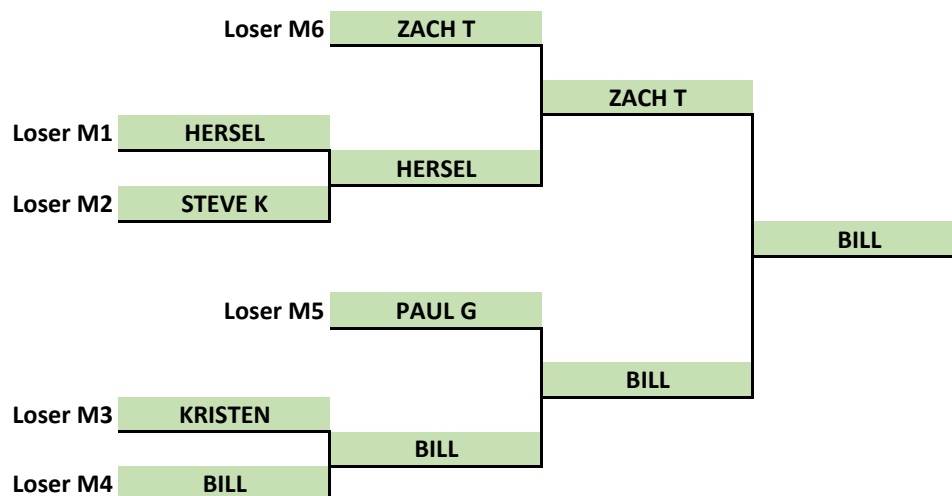 Loser M6 ZACH T
ZACH T
Loser M1 HERSEL
HERSEL
Loser M2 STEVE K
BILL
Loser M5 PAUL G
BILL
Loser M3 KRISTEN
BILL
Loser M4 BILL